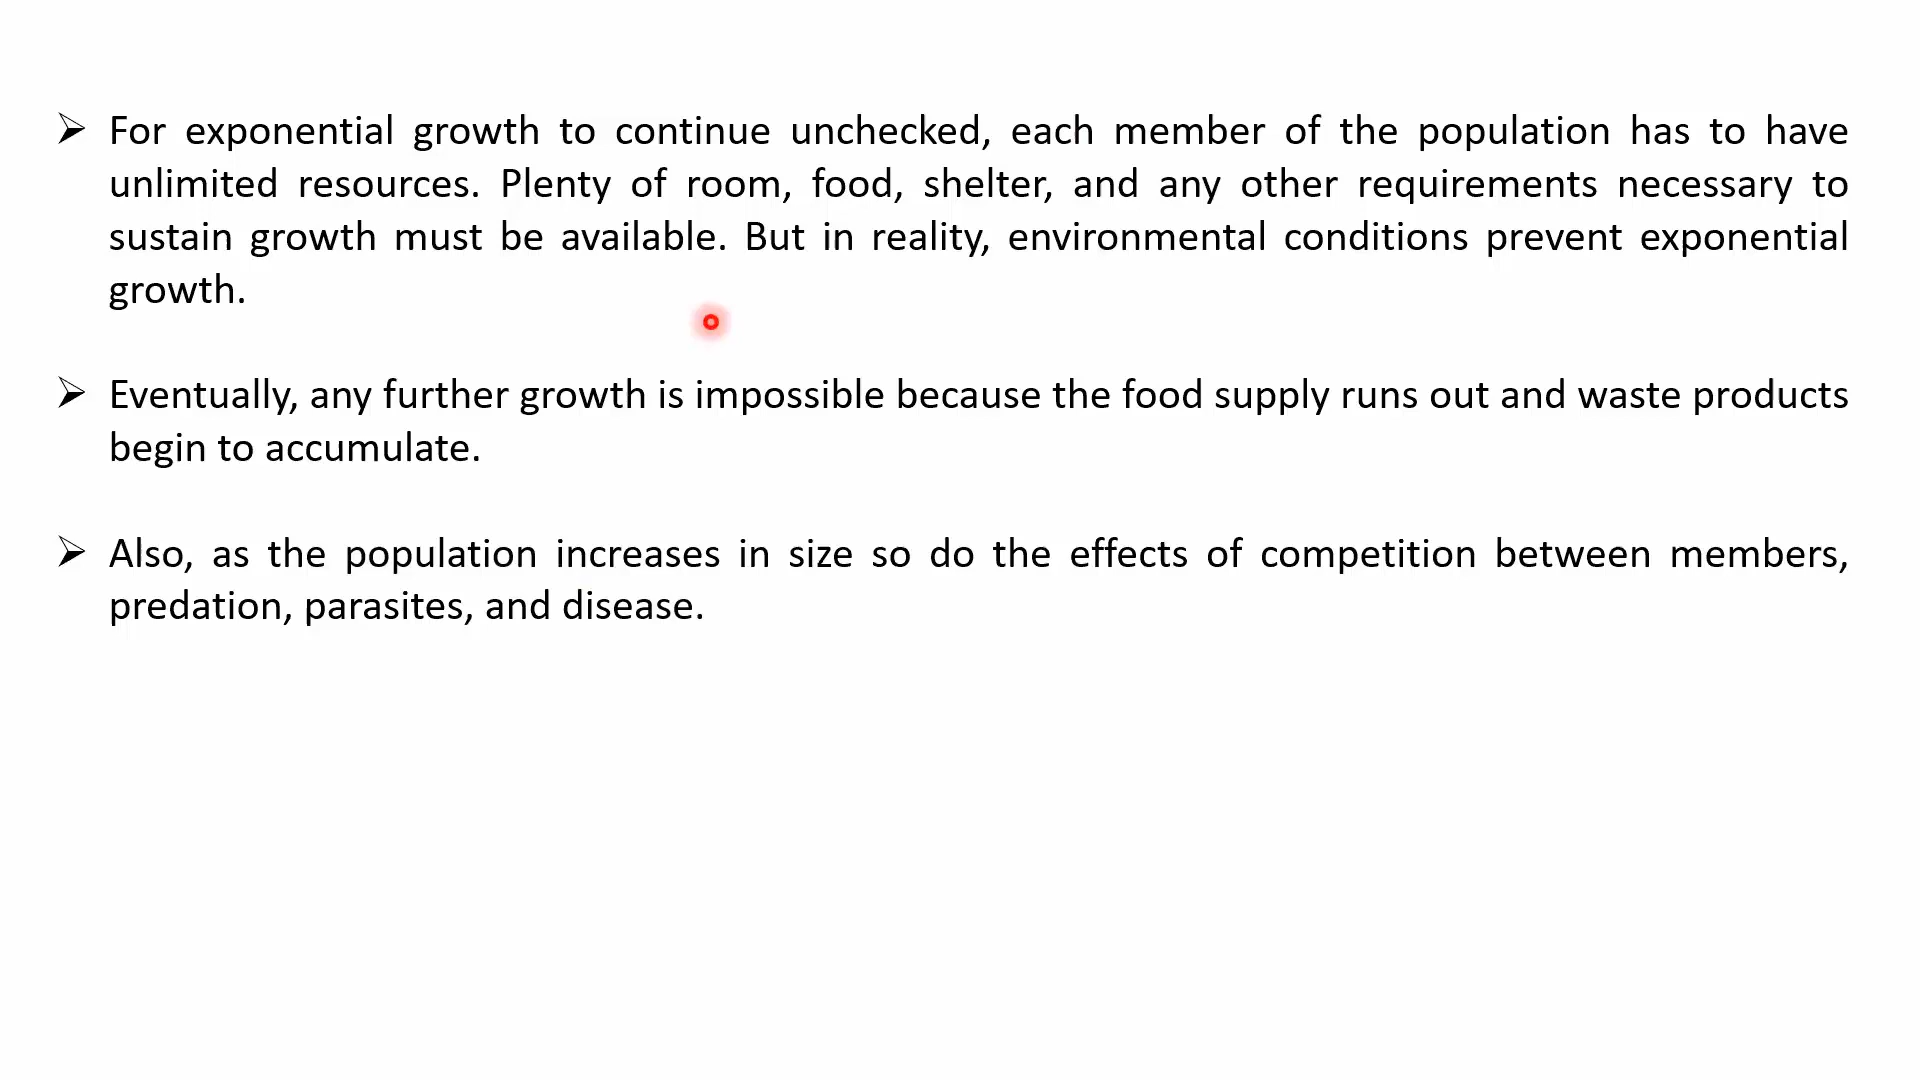 ➢ For exponential growth to continue unchecked, each member of the population has to have
unlimited resources. Plenty of room, food, shelter, and any other requirements necessary to
sustain growth must be available. But in reality, environmental conditions prevent exponential
growth.
➢ Eventually, any further growth is impossible because the food supply runs out and waste products
begin to accumulate.
➢ Also, as the population increases in size so do the effects of competition between members,
predation, parasites, and disease.